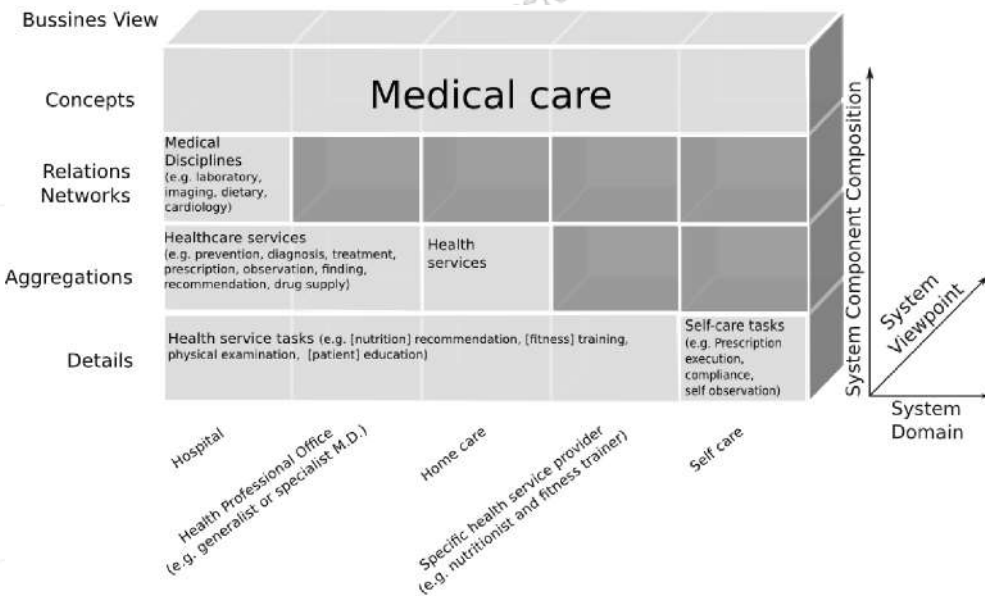 Bussines View
Concepts
Medical care
Relations
Networks
Medical
Disciplines
(e.g. laboratory,
imaging, dietary,
cardiology)
Aggregations
Healthcare services
(e.g. prevention, diagnosis, treatment,
prescription, observation, finding,
recommendation, drug supply)
Health
services
Details
Health service tasks (e.g. [nutrition] recommendation, [fitness] training,
physical examination, [patient] education)
Self-care tasks
(e.g. Prescription
execution,
compliance,
self observation)
Hospital
Health Professional Office
(e.g. generalist or specialist M.D.)
Home care
Specific health service provider
(e.g. nutritionist and fitness trainer)
Self care
System Component Composition
System
Viewpoint
System
Domain